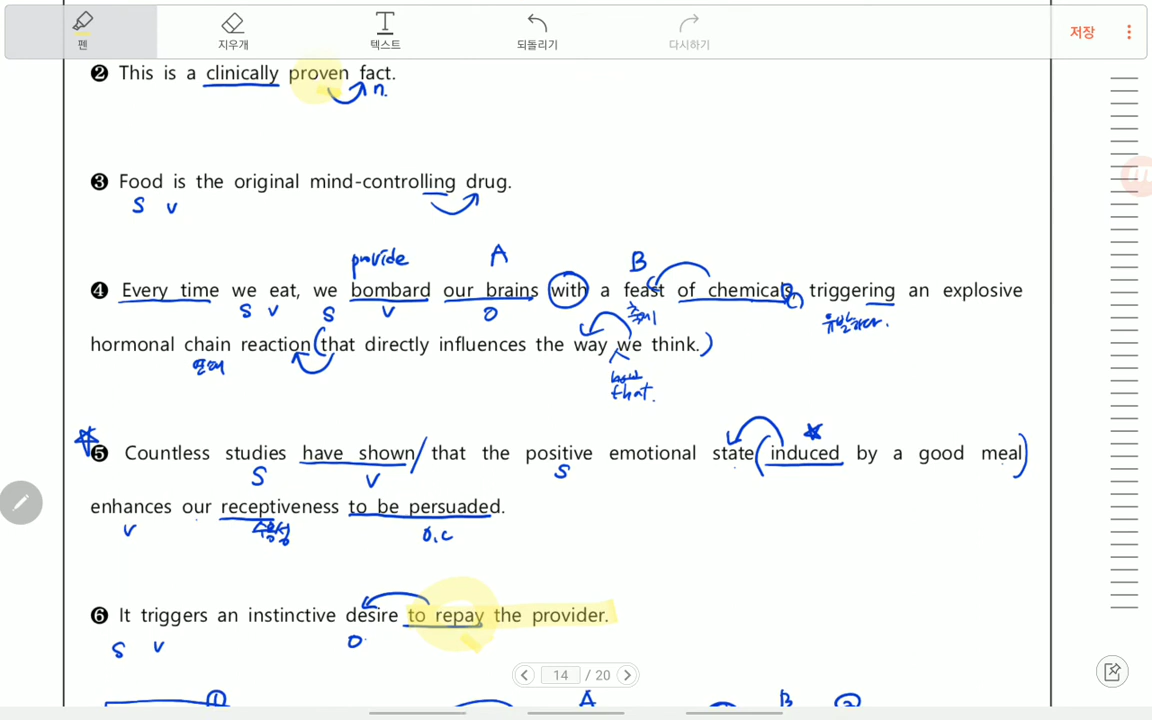 펜 지우개 텍스트 되돌리기 다시하기 저장
❷ This is a clinically proven fact.
n.
❸ Food is the original mind-controlling drug.
S V
provide A B
❹ Every time we eat, we bombard our brains with a feast of chemicals, triggering an explosive
S V S V O 축제 유발하다.
hormonal chain reaction (that directly influences the way we think.)
연쇄
how
that.
❺ Countless studies have shown / that the positive emotional state (induced by a good meal)
S V S
enhances our receptiveness to be persuaded.
V 수용성 O.C
❻ It triggers an instinctive desire to repay the provider.
S V O
14 / 20
① A B ②